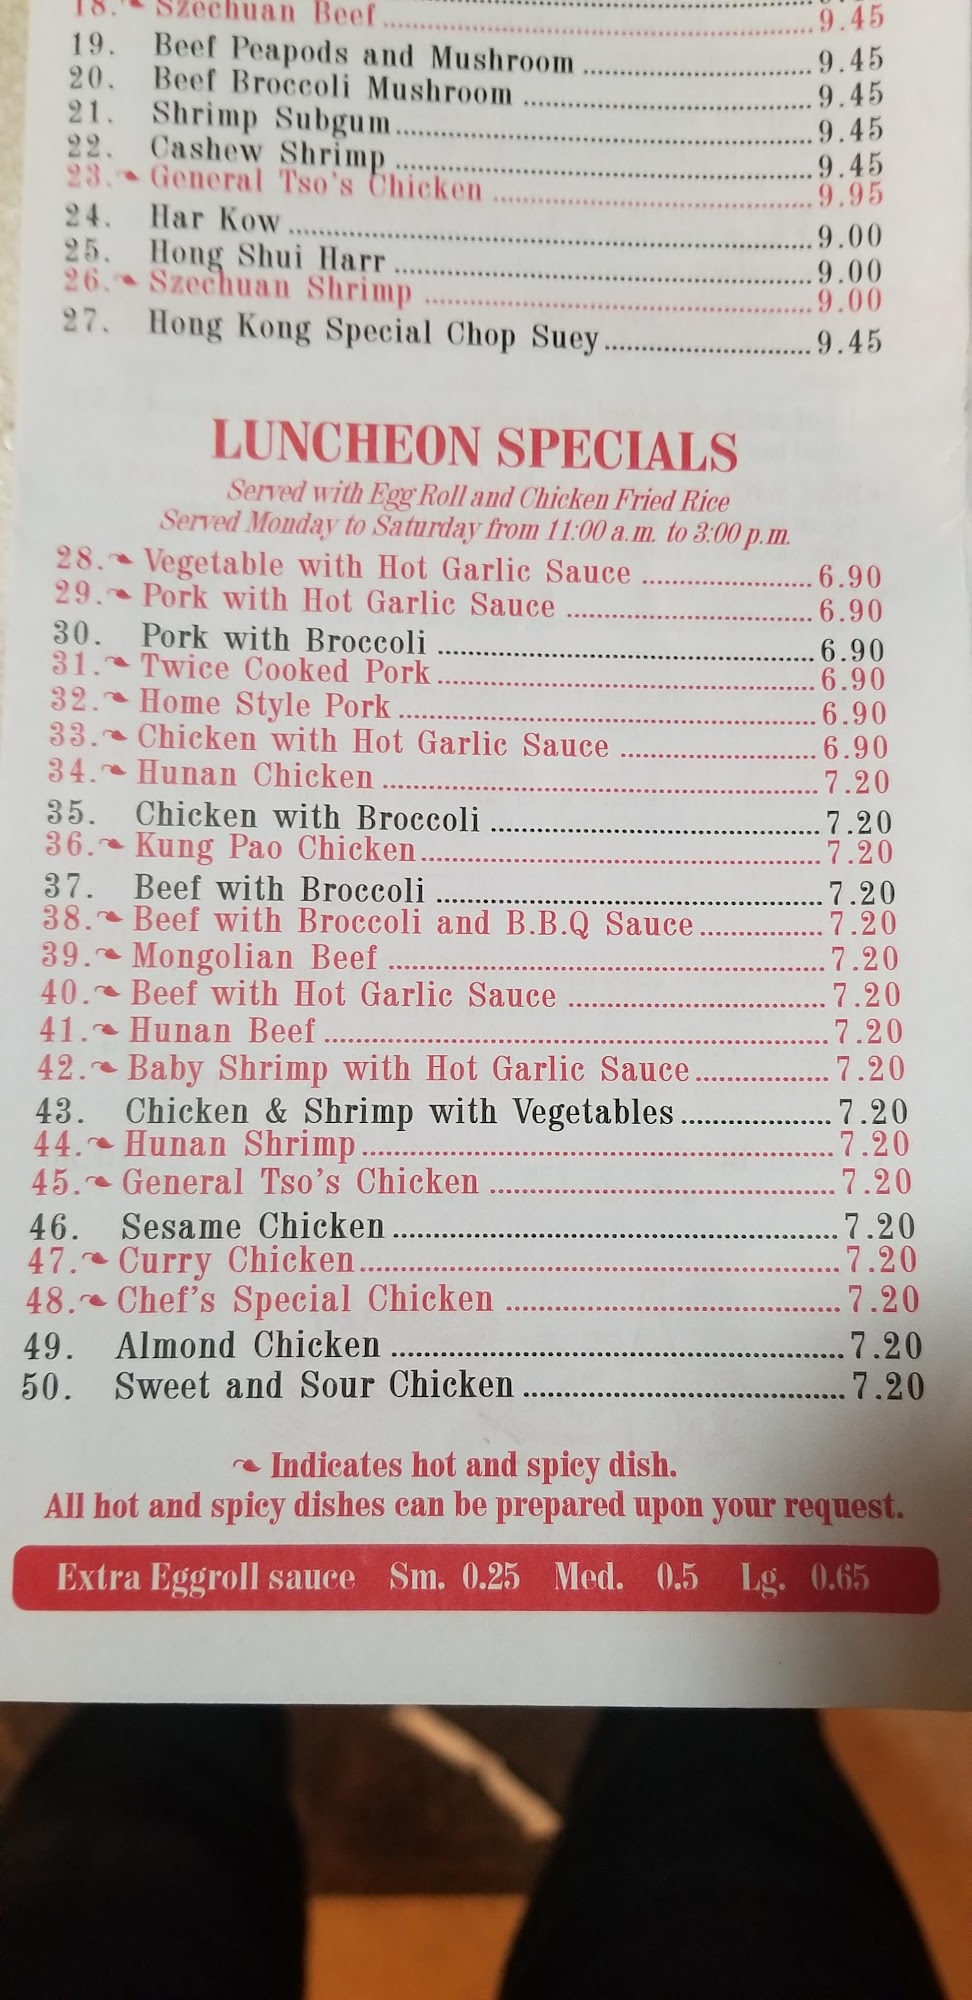 18. Szechuan Beef ........ 9.45
19. Beef Peapods and Mushroom ........ 9.45
20. Beef Broccoli Mushroom ........ 9.45
21. Shrimp Subgum ........ 9.45
22. Cashew Shrimp ........ 9.45
23. General Tso's Chicken ........ 9.95
24. Har Kow ........ 9.00
25. Hong Shui Harr ........ 9.00
26. Szechuan Shrimp ........ 9.00
27. Hong Kong Special Chop Suey ........ 9.45
LUNCHEON SPECIALS
Served with Egg Roll and Chicken Fried Rice
Served Monday to Saturday from 11:00 a.m. to 3:00 p.m.
28. Vegetable with Hot Garlic Sauce ........ 6.90
29. Pork with Hot Garlic Sauce ........ 6.90
30. Pork with Broccoli ........ 6.90
31. Twice Cooked Pork ........ 6.90
32. Home Style Pork ........ 6.90
33. Chicken with Hot Garlic Sauce ........ 6.90
34. Hunan Chicken ........ 7.20
35. Chicken with Broccoli ........ 7.20
36. Kung Pao Chicken ........ 7.20
37. Beef with Broccoli ........ 7.20
38. Beef with Broccoli and B.B.Q Sauce ........ 7.20
39. Mongolian Beef ........ 7.20
40. Beef with Hot Garlic Sauce ........ 7.20
41. Hunan Beef ........ 7.20
42. Baby Shrimp with Hot Garlic Sauce ........ 7.20
43. Chicken & Shrimp with Vegetables ........ 7.20
44. Hunan Shrimp ........ 7.20
45. General Tso's Chicken ........ 7.20
46. Sesame Chicken ........ 7.20
47. Curry Chicken ........ 7.20
48. Chef's Special Chicken ........ 7.20
49. Almond Chicken ........ 7.20
50. Sweet and Sour Chicken ........ 7.20
Indicates hot and spicy dish.
All hot and spicy dishes can be prepared upon your request.
Extra Eggroll sauce Sm. 0.25 Med. 0.5 Lg. 0.65